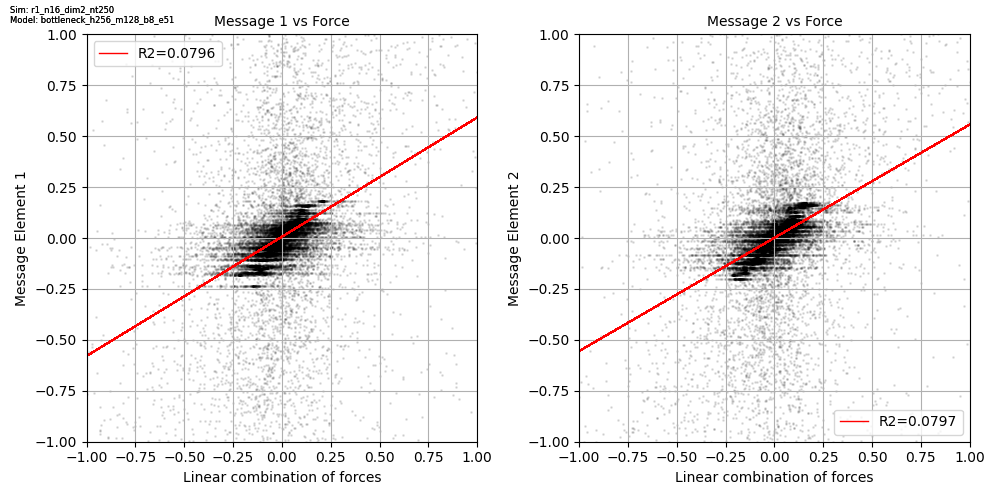 Sim: r1_n16_dim2_nt250
Model: bottleneck_h256_m128_b8_e51
Message 1 vs Force
R2=0.0796
1.00
0.75
0.50
0.25
0.00
−0.25
−0.50
−0.75
−1.00
Message Element 1
−1.00 −0.75 −0.50 −0.25 0.00 0.25 0.50 0.75 1.00
Linear combination of forces
Message 2 vs Force
1.00
0.75
0.50
0.25
0.00
−0.25
−0.50
−0.75
−1.00
Message Element 2
R2=0.0797
−1.00 −0.75 −0.50 −0.25 0.00 0.25 0.50 0.75 1.00
Linear combination of forces